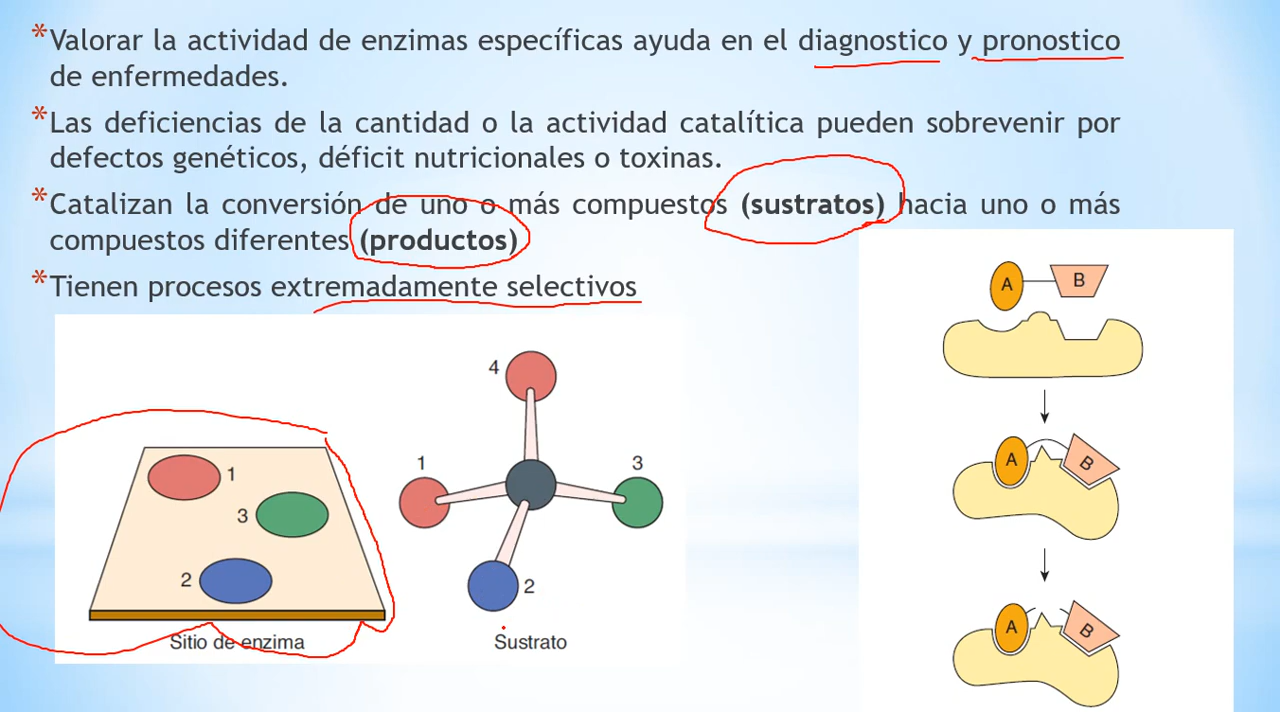 *Valorar la actividad de enzimas específicas ayuda en el diagnostico y pronostico
de enfermedades.
*Las deficiencias de la cantidad o la actividad catalítica pueden sobrevenir por
defectos genéticos, déficit nutricionales o toxinas.
*Catalizan la conversión de uno o más compuestos (sustratos) hacia uno o más
compuestos diferentes (productos)
*Tienen procesos extremadamente selectivos
1
3
2
Sitio de enzima
4
1
3
2
Sustrato
A B
A B
A B